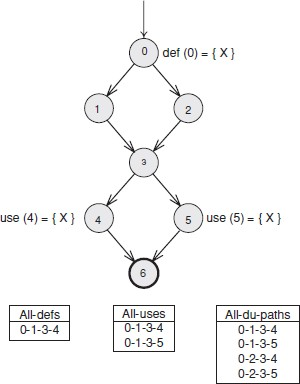 0 def (0) = { X }
1 2
3
use (4) = { X } 4 5 use (5) = { X }
6
All-defs
0-1-3-4
All-uses
0-1-3-4
0-1-3-5
All-du-paths
0-1-3-4
0-1-3-5
0-2-3-4
0-2-3-5